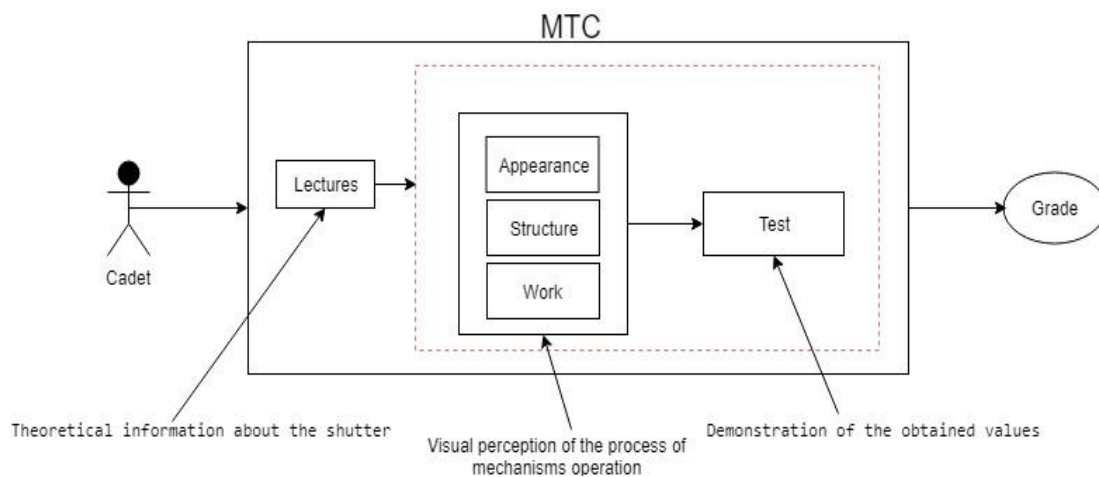 MTC
Appearance
Lectures
Structure
Test
Grade
Work
Cadet
Theoretical information about the shutter
Visual perception of the process of
mechanisms operation
Demonstration of the obtained values